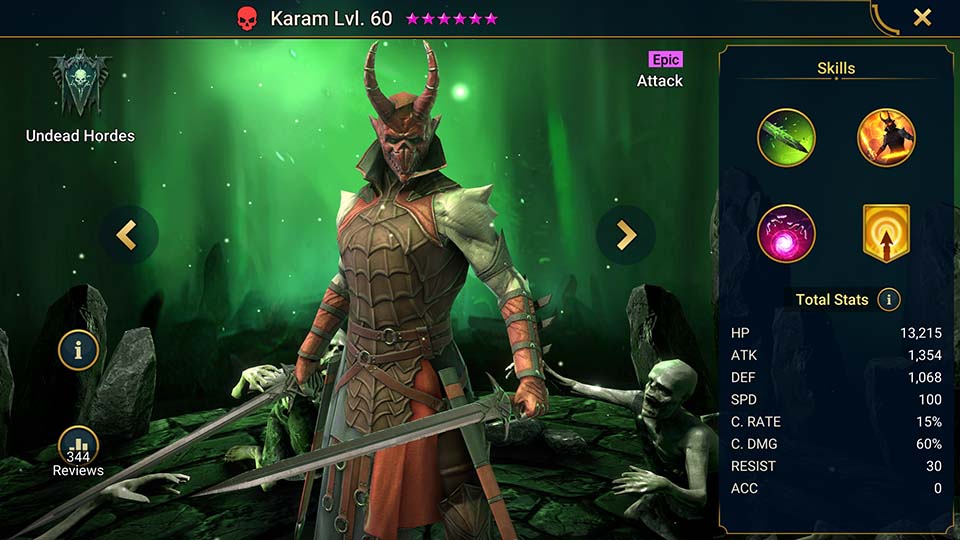 Karam Lvl. 60
Undead Hordes
Epic
Attack
344
Reviews
Skills
Total Stats i
HP 13,215
ATK 1,354
DEF 1,068
SPD 100
C. RATE 15%
C. DMG 60%
RESIST 30
ACC 0